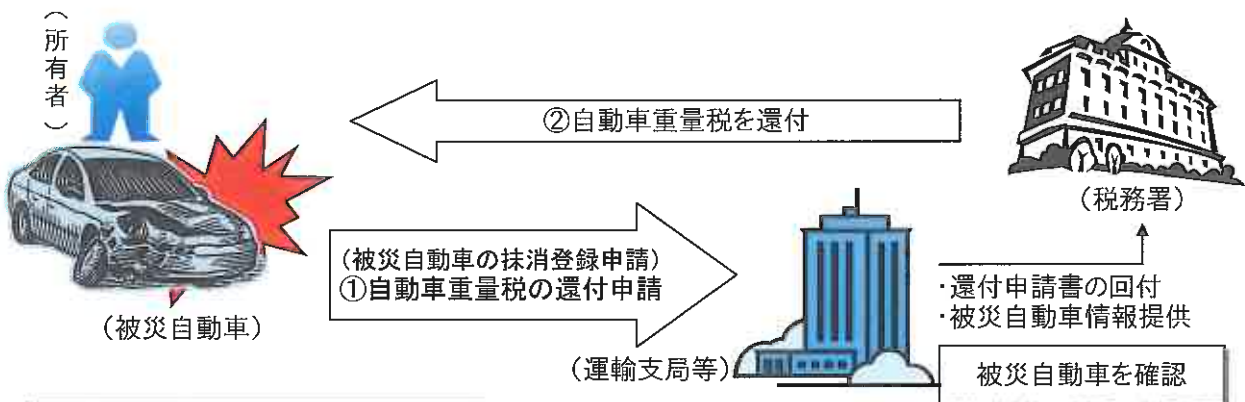 （所有者）
②自動車重量税を還付
（税務署）
(被災自動車の抹消登録申請)
①自動車重量税の還付申請
（被災自動車）
・還付申請書の回付
・被災自動車情報提供
（運輸支局等）
被災自動車を確認